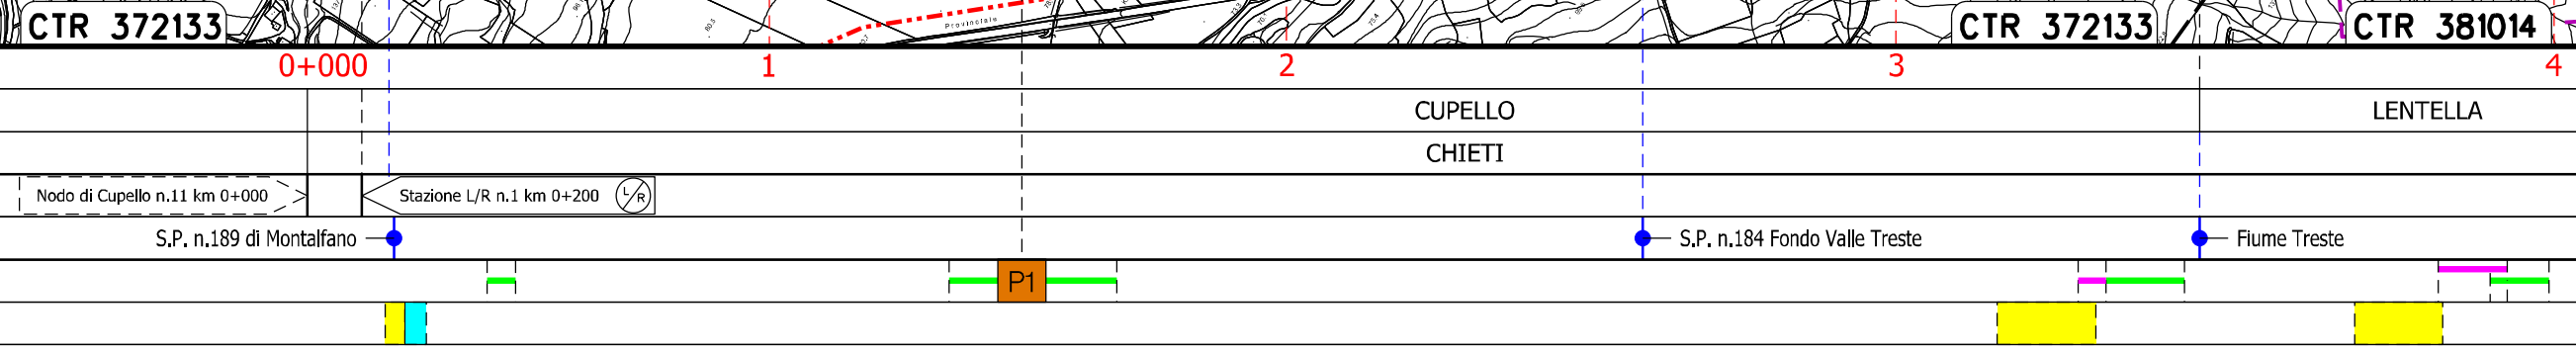 CTR 372133
Provinciale
CTR 372133
CTR 381014
0+000
1
2
3
4
CUPELLO
LENTELLA
CHIETI
Nodo di Cupello n.11 km 0+000
Stazione L/R n.1 km 0+200
L/R
S.P. n.189 di Montalfano
S.P. n.184 Fondo Valle Treste
Fiume Treste
P1